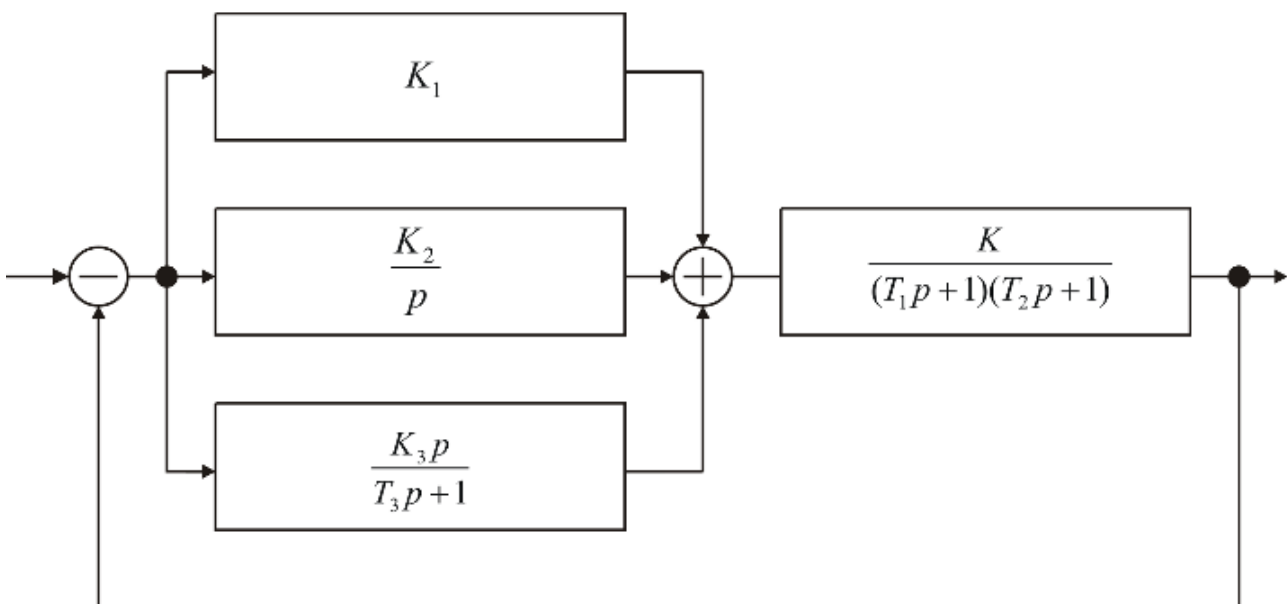 K₁
K₂
p
K₃p
T₃p+1
K
(T₁p+1)(T₂p+1)